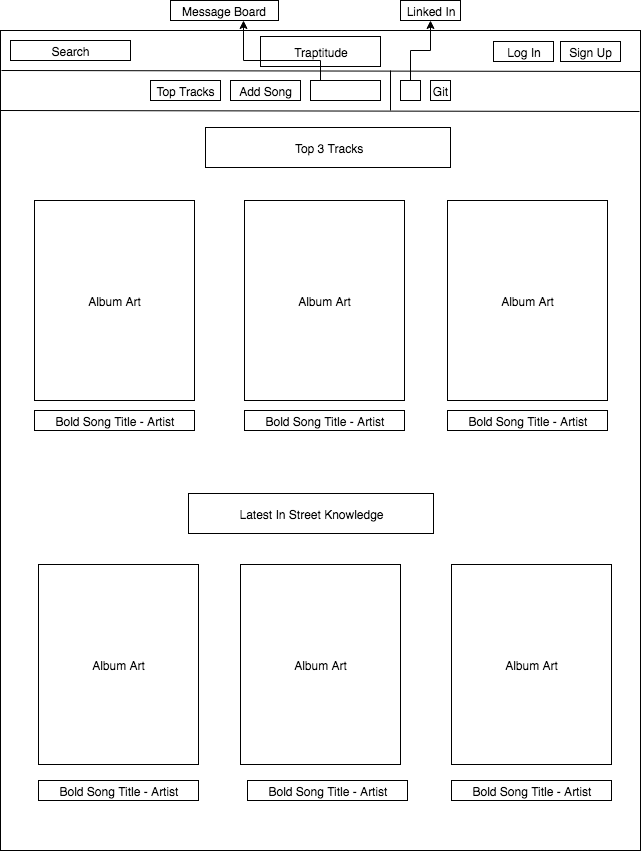 Message Board
Linked In
Search
Traptitude
Log In
Sign Up
Top Tracks
Add Song
Git
Top 3 Tracks
Album Art
Album Art
Album Art
Bold Song Title - Artist
Bold Song Title - Artist
Bold Song Title - Artist
Latest In Street Knowledge
Album Art
Album Art
Album Art
Bold Song Title - Artist
Bold Song Title - Artist
Bold Song Title - Artist